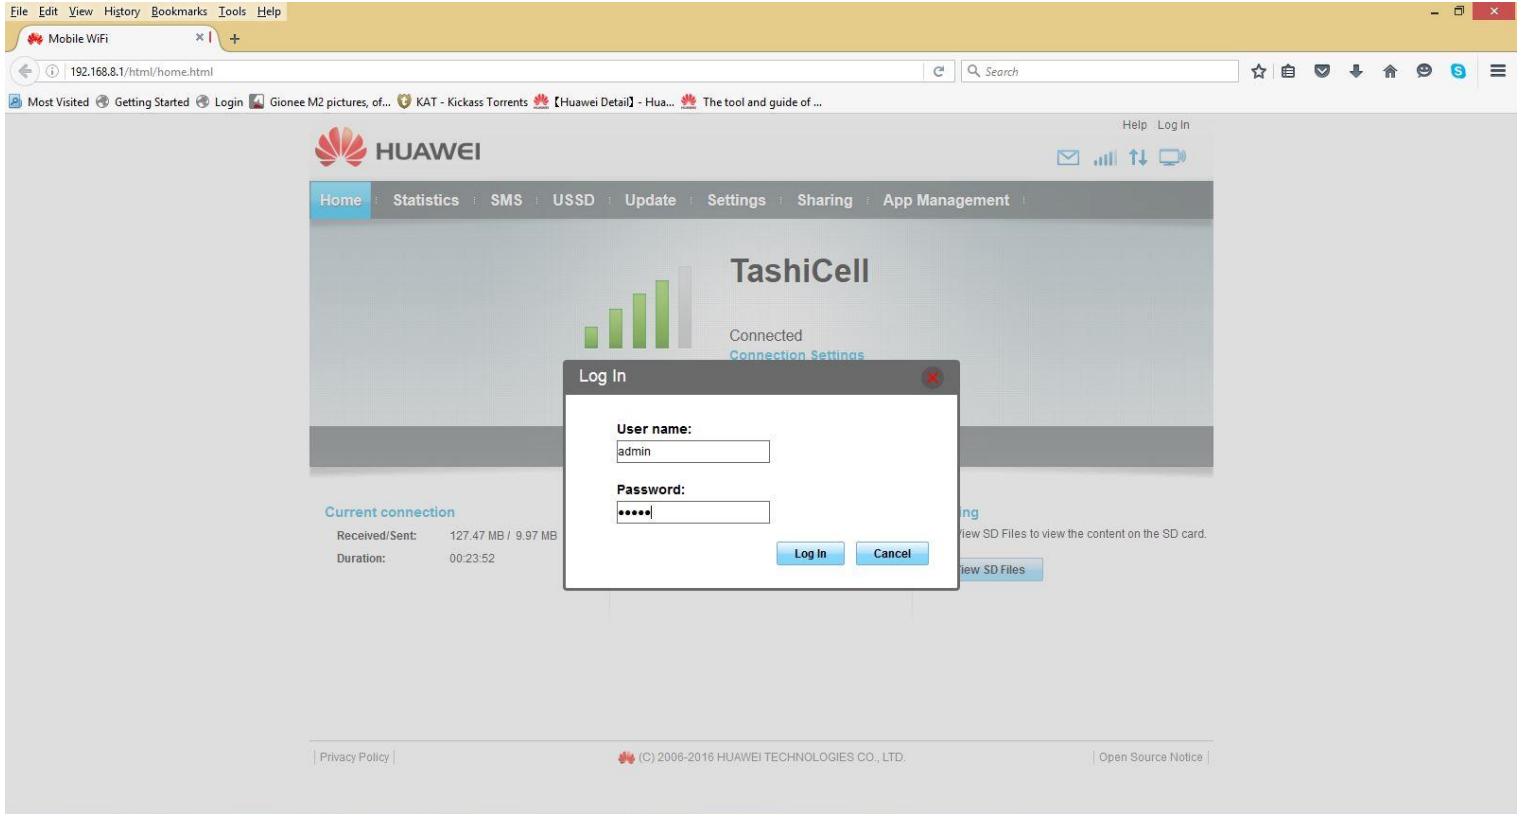 File Edit View History Bookmarks Tools Help
Mobile WiFi
192.168.8.1/html/home.html
Search
Most Visited Getting Started Login Gionee M2 pictures, of... KAT - Kickass Torrents 【Huawei Detail】 - Hua... The tool and guide of ...
Help Log In
HUAWEI
Home Statistics SMS USSD Update Settings Sharing App Management
TashiCell
Connected
Connection Settings
Log In
User name:
admin
Password:
•••••
Log In Cancel
Current connection
Received/Sent: 127.47 MB / 9.97 MB
Duration: 00:23:52
ing
View SD Files to view the content on the SD card.
View SD Files
Privacy Policy
(C) 2006-2016 HUAWEI TECHNOLOGIES CO., LTD.
Open Source Notice